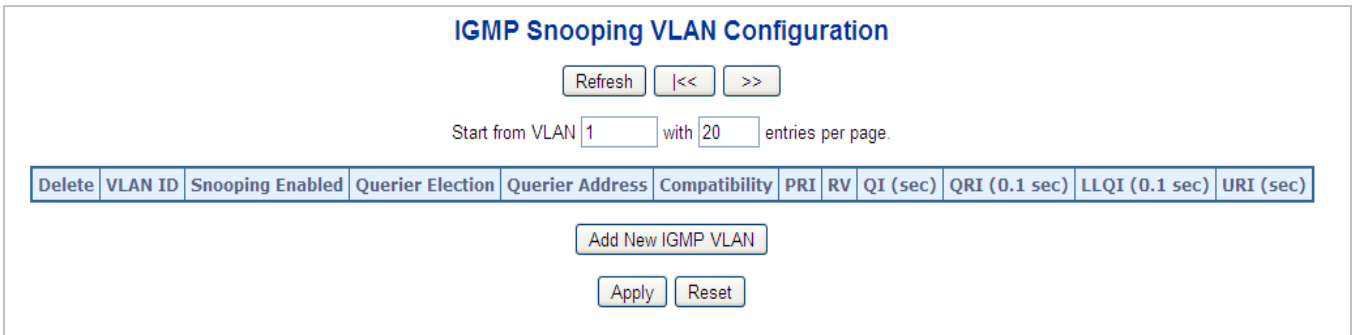 IGMP Snooping VLAN Configuration
Refresh |<< >>
Start from VLAN 1 with 20 entries per page.
Delete VLAN ID Snooping Enabled Querier Election Querier Address Compatibility PRI RV QI (sec) QRI (0.1 sec) LLQI (0.1 sec) URI (sec)
Add New IGMP VLAN
Apply Reset